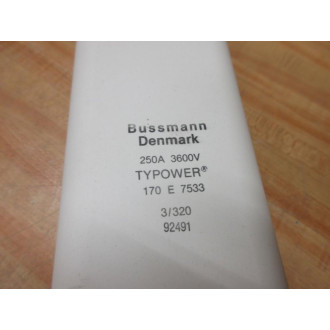 Bussmann
Denmark
250A 3600V
TYPOWER®
170 E 7533
3/320
92491